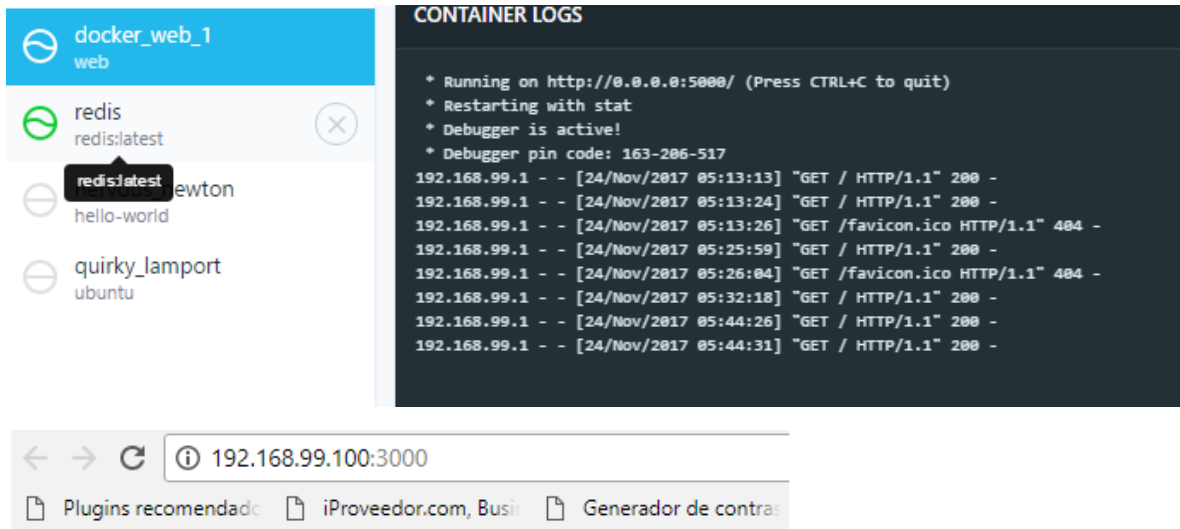 docker_web_1
web
redis
redis:latest
redis:latest
ewton
hello-world
quirky_lamport
ubuntu
CONTAINER LOGS
* Running on http://0.0.0.0:5000/ (Press CTRL+C to quit)
* Restarting with stat
* Debugger is active!
* Debugger pin code: 163-206-517
192.168.99.1 - - [24/Nov/2017 05:13:13] "GET / HTTP/1.1" 200 -
192.168.99.1 - - [24/Nov/2017 05:13:24] "GET / HTTP/1.1" 200 -
192.168.99.1 - - [24/Nov/2017 05:13:26] "GET /favicon.ico HTTP/1.1" 404 -
192.168.99.1 - - [24/Nov/2017 05:25:59] "GET / HTTP/1.1" 200 -
192.168.99.1 - - [24/Nov/2017 05:26:04] "GET /favicon.ico HTTP/1.1" 404 -
192.168.99.1 - - [24/Nov/2017 05:32:18] "GET / HTTP/1.1" 200 -
192.168.99.1 - - [24/Nov/2017 05:44:26] "GET / HTTP/1.1" 200 -
192.168.99.1 - - [24/Nov/2017 05:44:31] "GET / HTTP/1.1" 200 -
192.168.99.100:3000
Plugins recomendado iProveedor.com, Busi Generador de contras